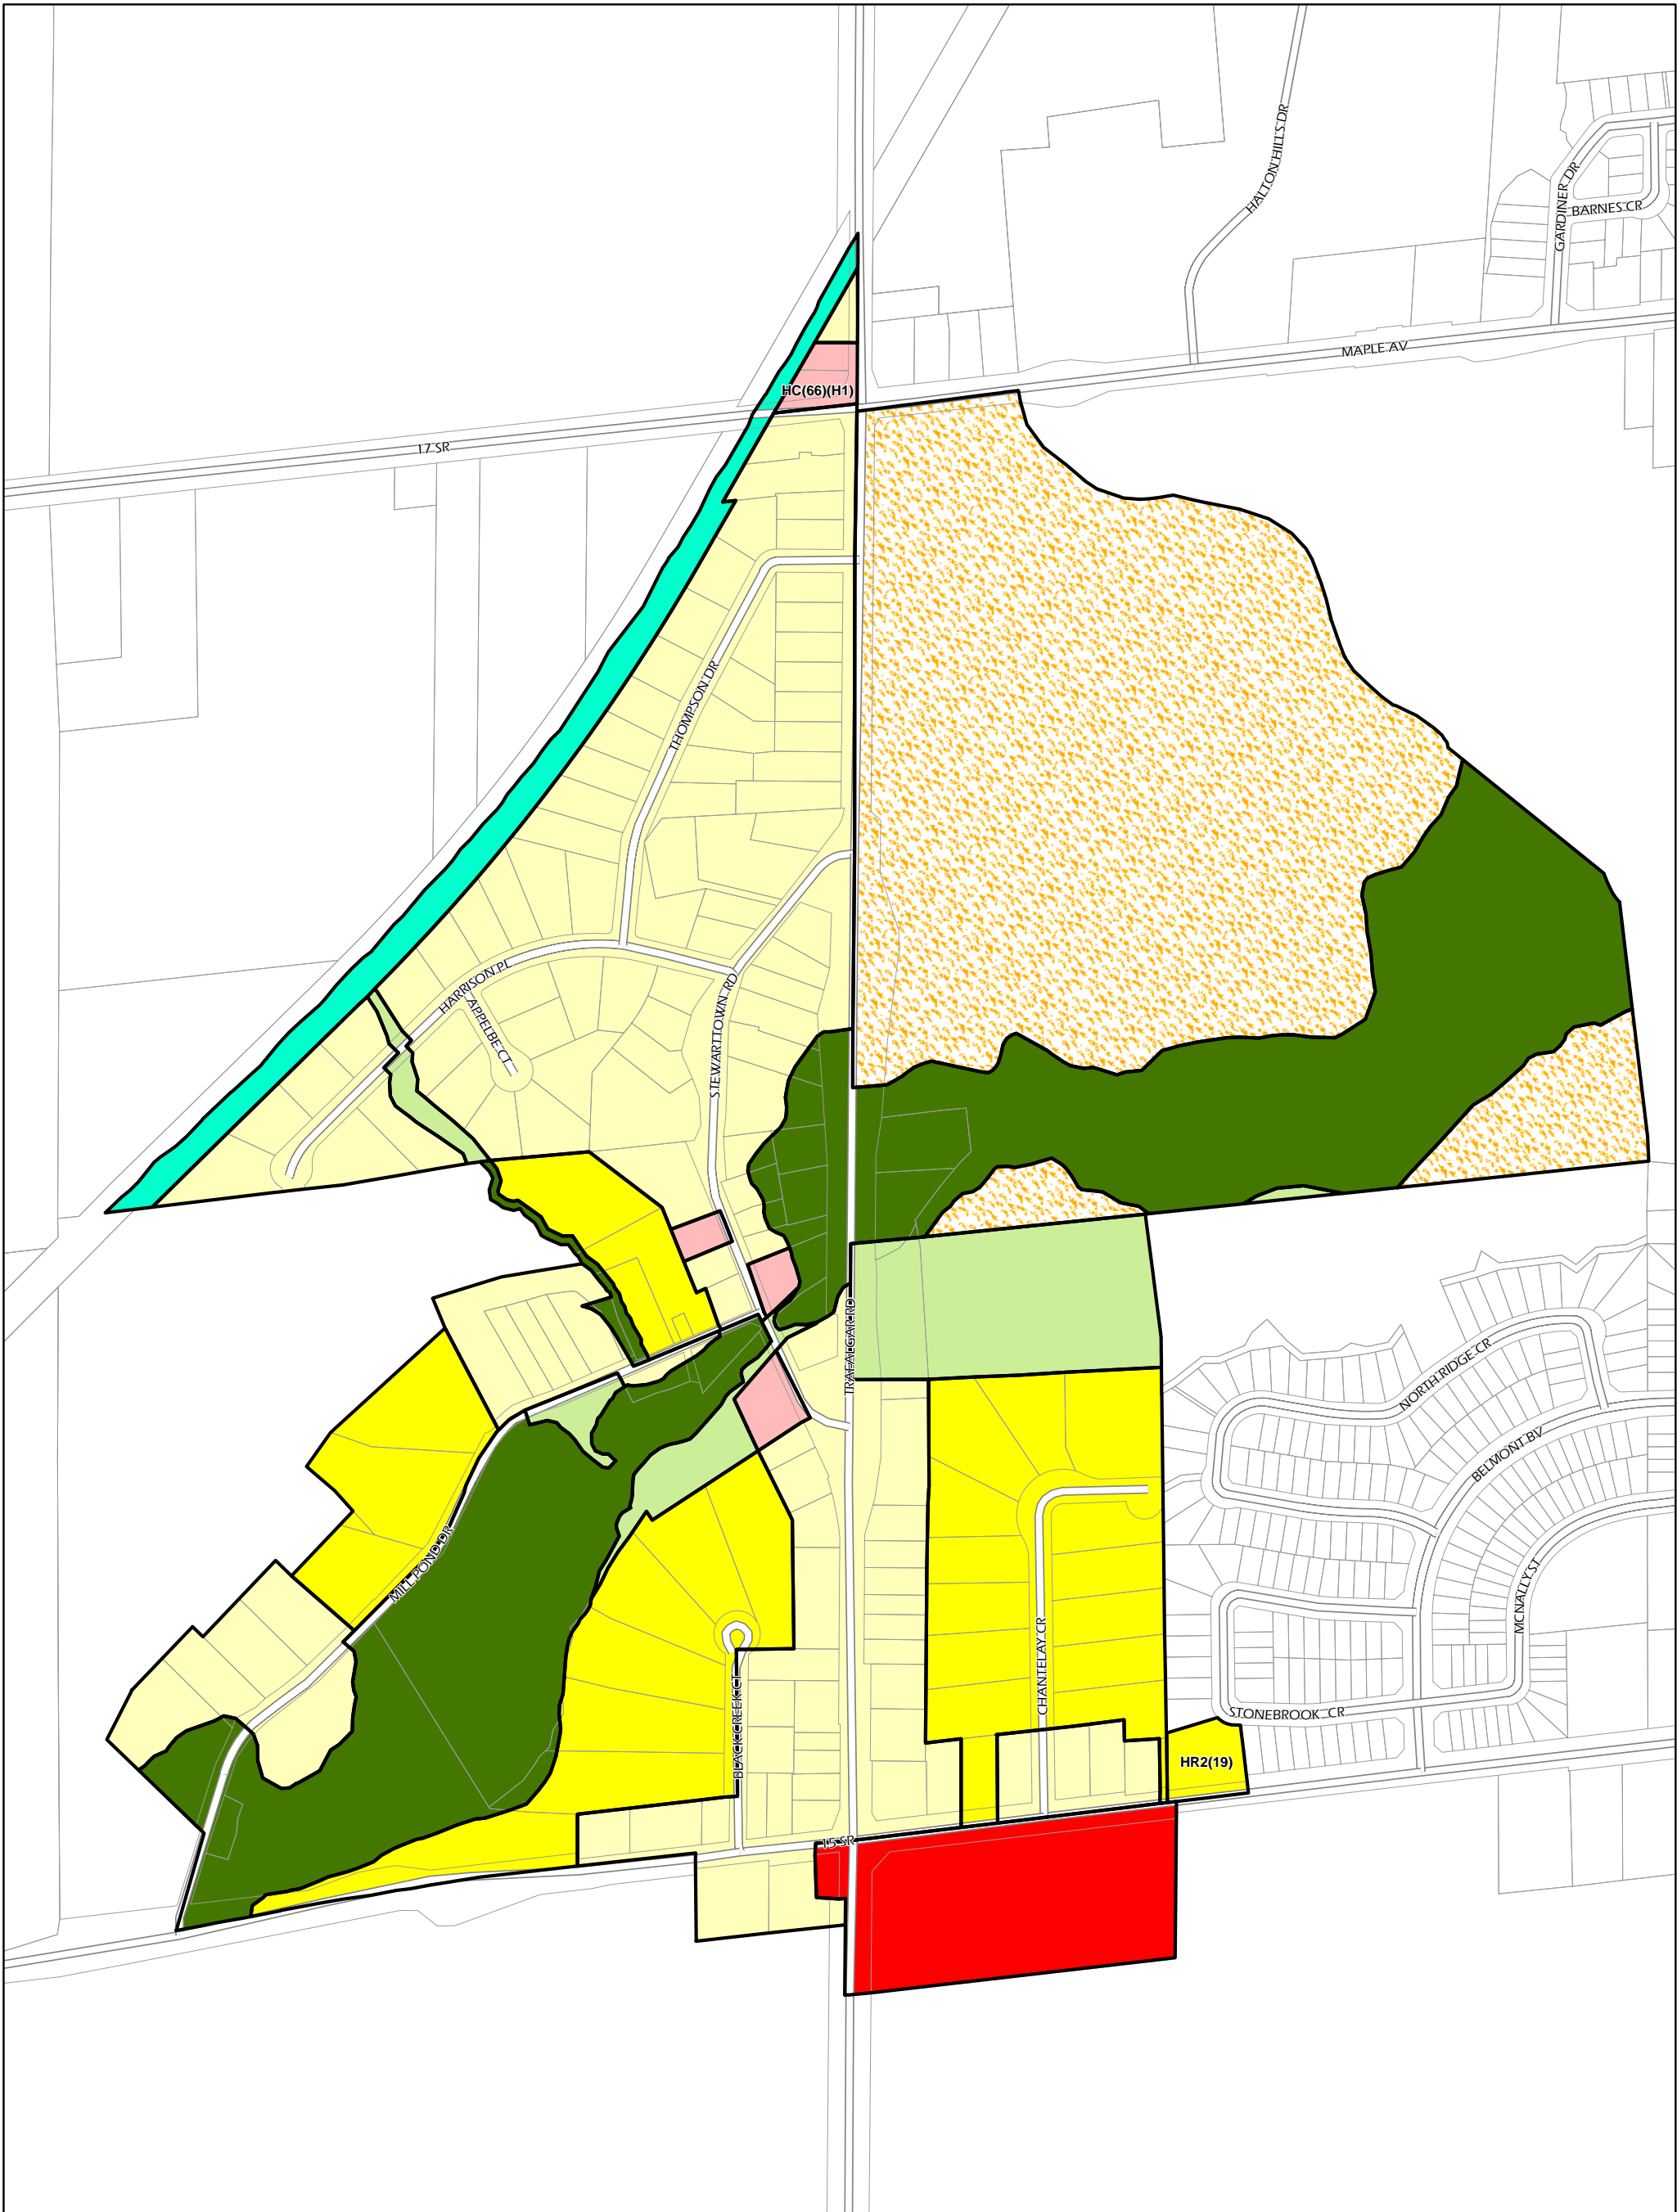 HALTON HILLS DR
GARDINER DR
BARNES CR
MAPLE AV
HC(66)(H1)
17 SR
THOMPSON DR
HARRISON PL
APPELBE CT
STEWARTTOWN RD
TRAFALGAR RD
NORTH RIDGE CR
BELMONT BV
MILL POND DR
MCNALLY ST
CHANTELAY CR
BLACK CREEK CT
STONEBROOK CR
HR2(19)
15 SR